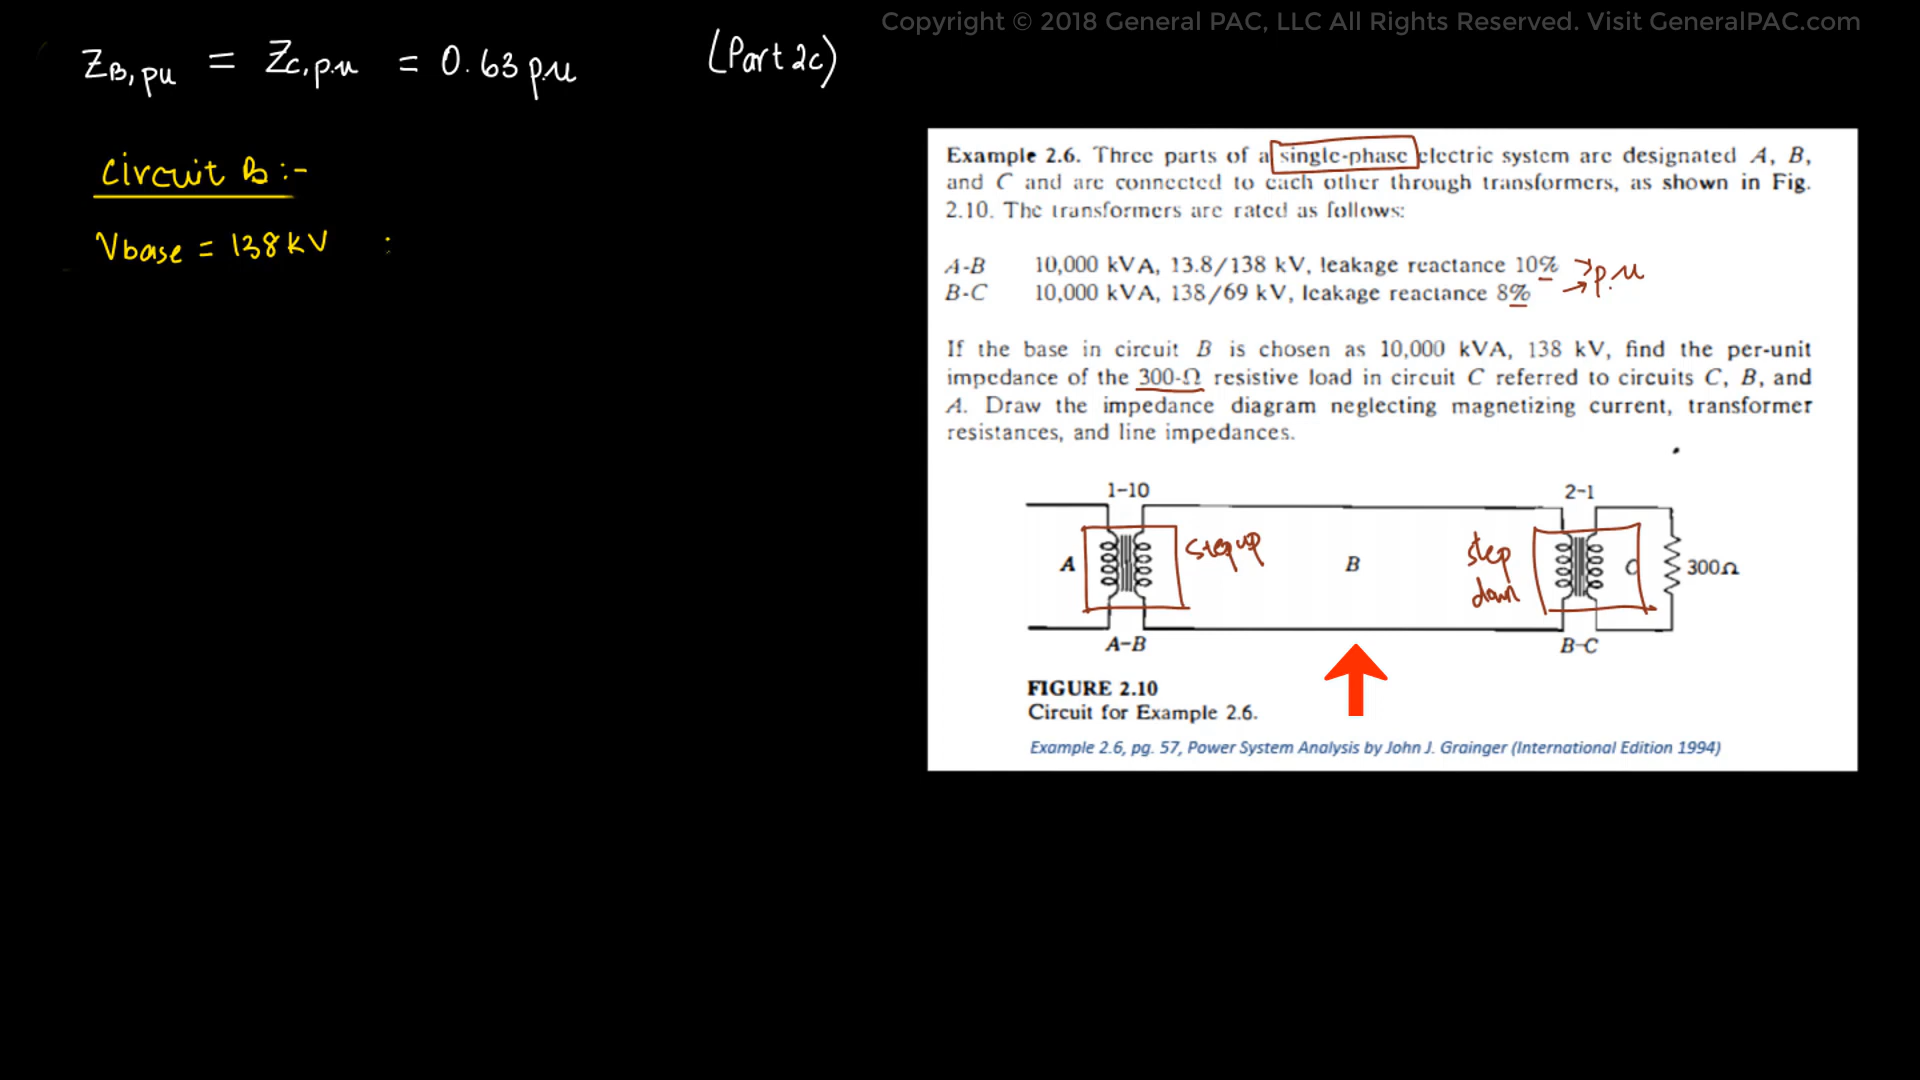 Copyright © 2018 General PAC, LLC All Rights Reserved. Visit GeneralPAC.com
ZB,pu = ZC,p.u = 0.63 p.u (Part 2c)
Circuit B :-
Vbase = 138 kV :
Example 2.6. Three parts of a single-phase electric system are designated A, B,
and C and are connected to each other through transformers, as shown in Fig.
2.10. The transformers are rated as follows:
A-B 10,000 kVA, 13.8/138 kV, leakage reactance 10%
B-C 10,000 kVA, 138/69 kV, leakage reactance 8%
→ p.u
If the base in circuit B is chosen as 10,000 kVA, 138 kV, find the per-unit
impedance of the 300-Ω resistive load in circuit C referred to circuits C, B, and
A. Draw the impedance diagram neglecting magnetizing current, transformer
resistances, and line impedances.
1-10 2-1
A step up B step down C 300Ω
A-B B-C
FIGURE 2.10
Circuit for Example 2.6.
Example 2.6, pg. 57, Power System Analysis by John J. Grainger (International Edition 1994)